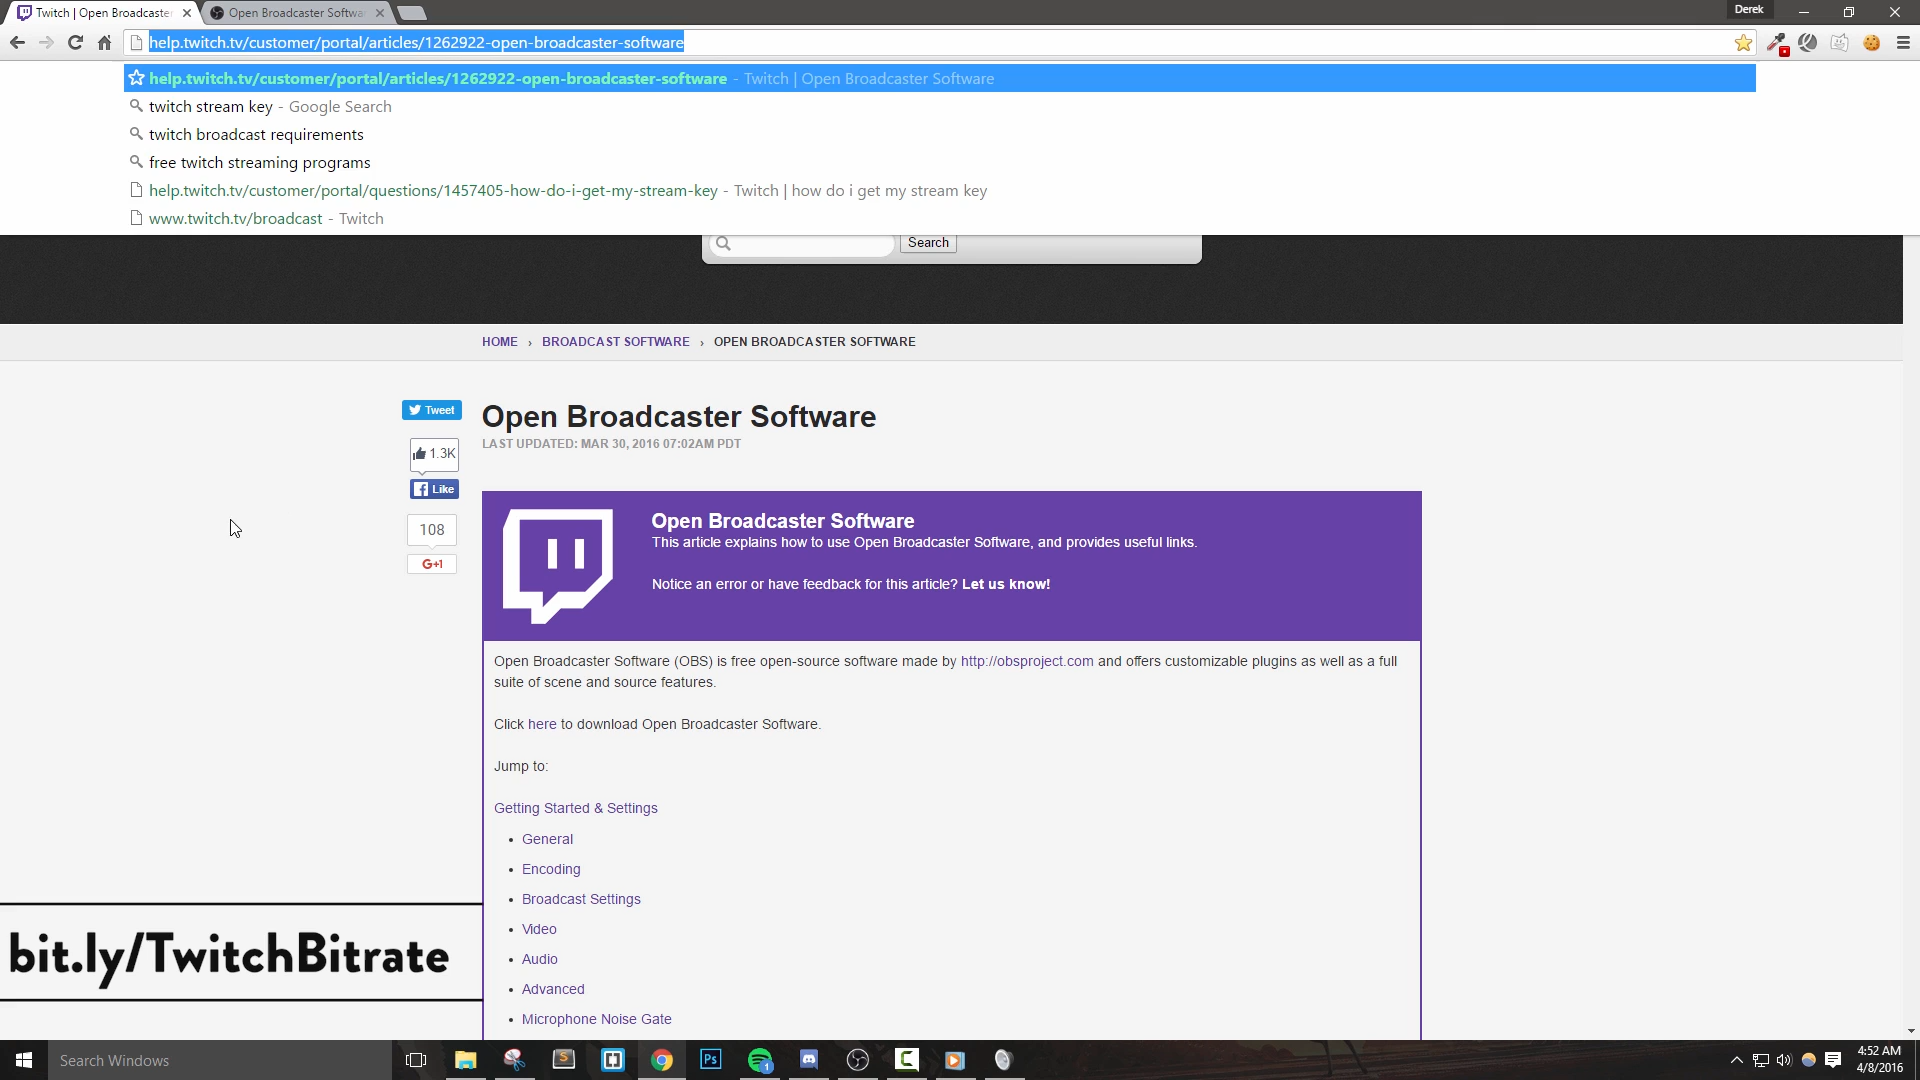 Twitch | Open Broadcaster
Open Broadcaster Softwa
Derek
help.twitch.tv/customer/portal/articles/1262922-open-broadcaster-software
help.twitch.tv/customer/portal/articles/1262922-open-broadcaster-software - Twitch | Open Broadcaster Software
twitch stream key - Google Search
twitch broadcast requirements
free twitch streaming programs
help.twitch.tv/customer/portal/questions/1457405-how-do-i-get-my-stream-key - Twitch | how do i get my stream key
www.twitch.tv/broadcast - Twitch
Search
HOME › BROADCAST SOFTWARE › OPEN BROADCASTER SOFTWARE
Tweet
Open Broadcaster Software
LAST UPDATED: MAR 30, 2016 07:02AM PDT
1.3K
Like
108
G+1
Open Broadcaster Software
This article explains how to use Open Broadcaster Software, and provides useful links.
Notice an error or have feedback for this article? Let us know!
Open Broadcaster Software (OBS) is free open-source software made by http://obsproject.com and offers customizable plugins as well as a full
suite of scene and source features.
Click here to download Open Broadcaster Software.
Jump to:
Getting Started & Settings
• General
• Encoding
• Broadcast Settings
• Video
• Audio
• Advanced
• Microphone Noise Gate
bit.ly/TwitchBitrate
Search Windows
Ps
1
4:52 AM
4/8/2016